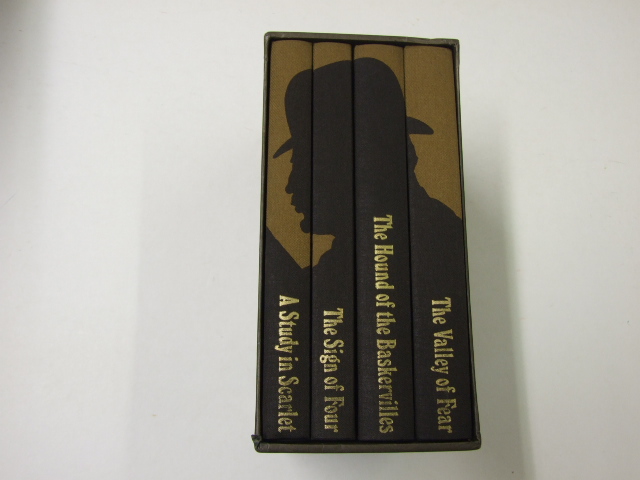 A Study in Scarlet
The Sign of Four
The Hound of the Baskervilles
The Valley of Fear